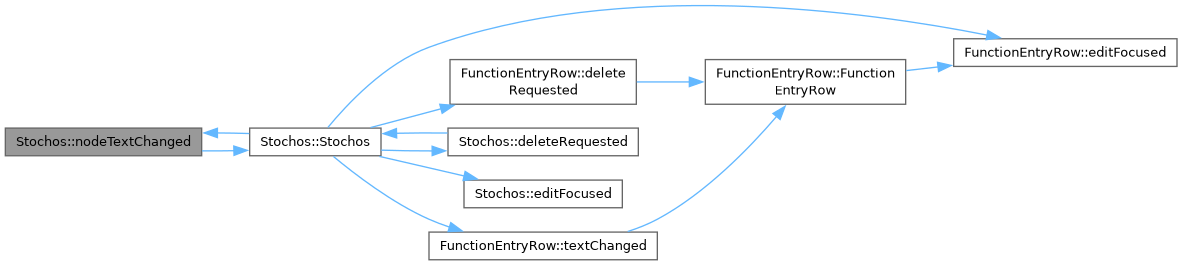 Stochos::nodeTextChanged
Stochos::Stochos
FunctionEntryRow::delete
Requested
Stochos::deleteRequested
Stochos::editFocused
FunctionEntryRow::textChanged
FunctionEntryRow::Function
EntryRow
FunctionEntryRow::editFocused